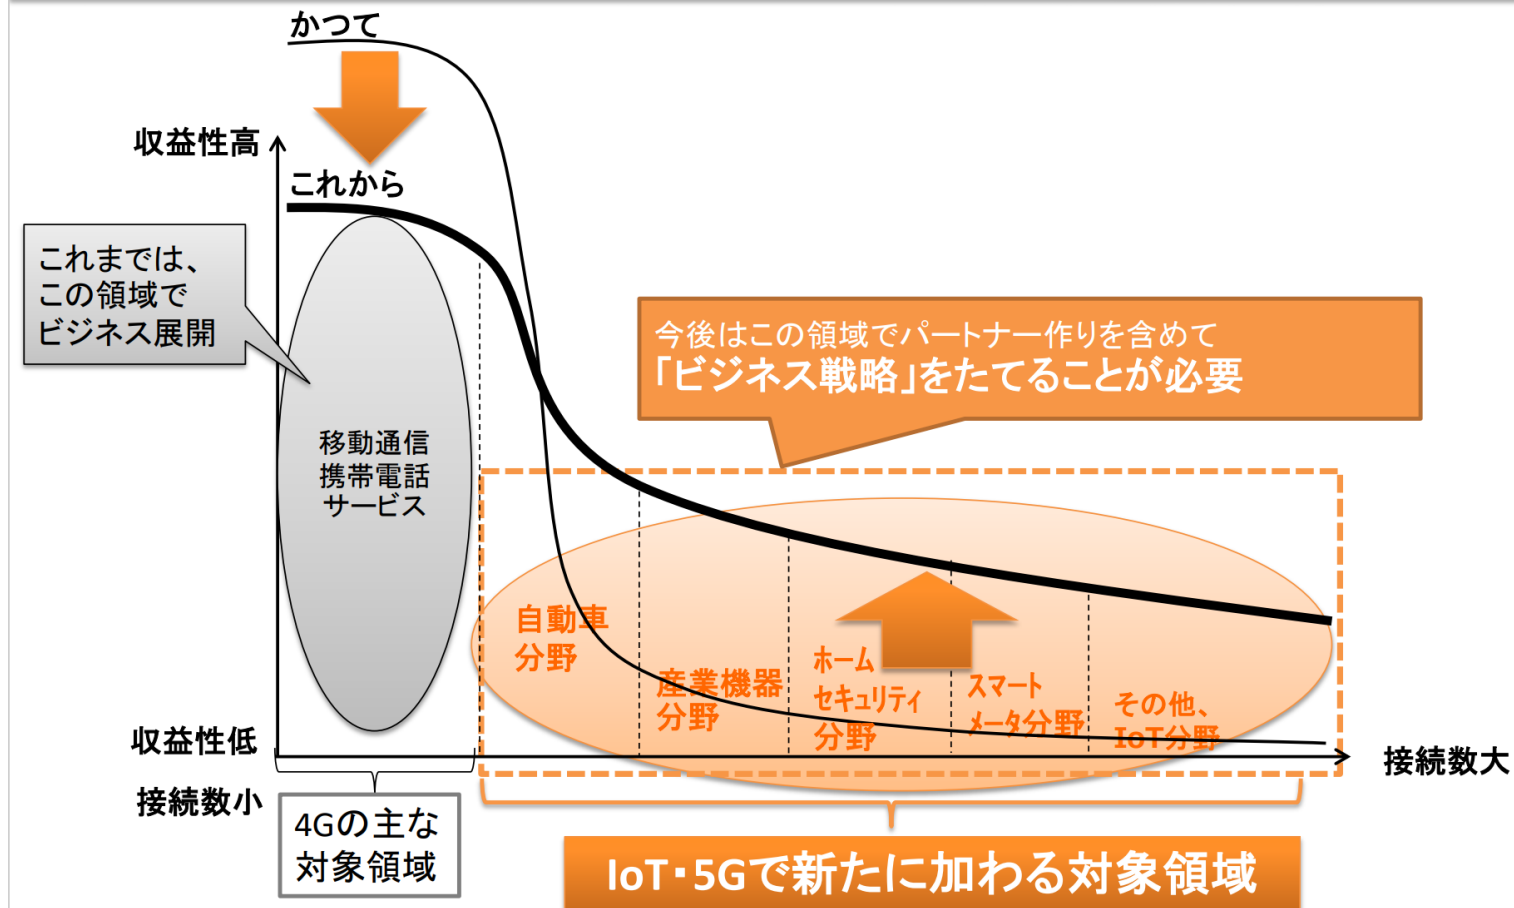 かつて
収益性高
これから
これまでは、
この領域で
ビジネス展開
今後はこの領域でパートナー作りを含めて
「ビジネス戦略」をたてることが必要
移動通信
携帯電話
サービス
自動車
分野
産業機器
分野
ホーム
セキュリティ
分野
スマート
メータ分野
その他、
IoT分野
収益性低
接続数大
接続数小
4Gの主な
対象領域
IoT・5Gで新たに加わる対象領域